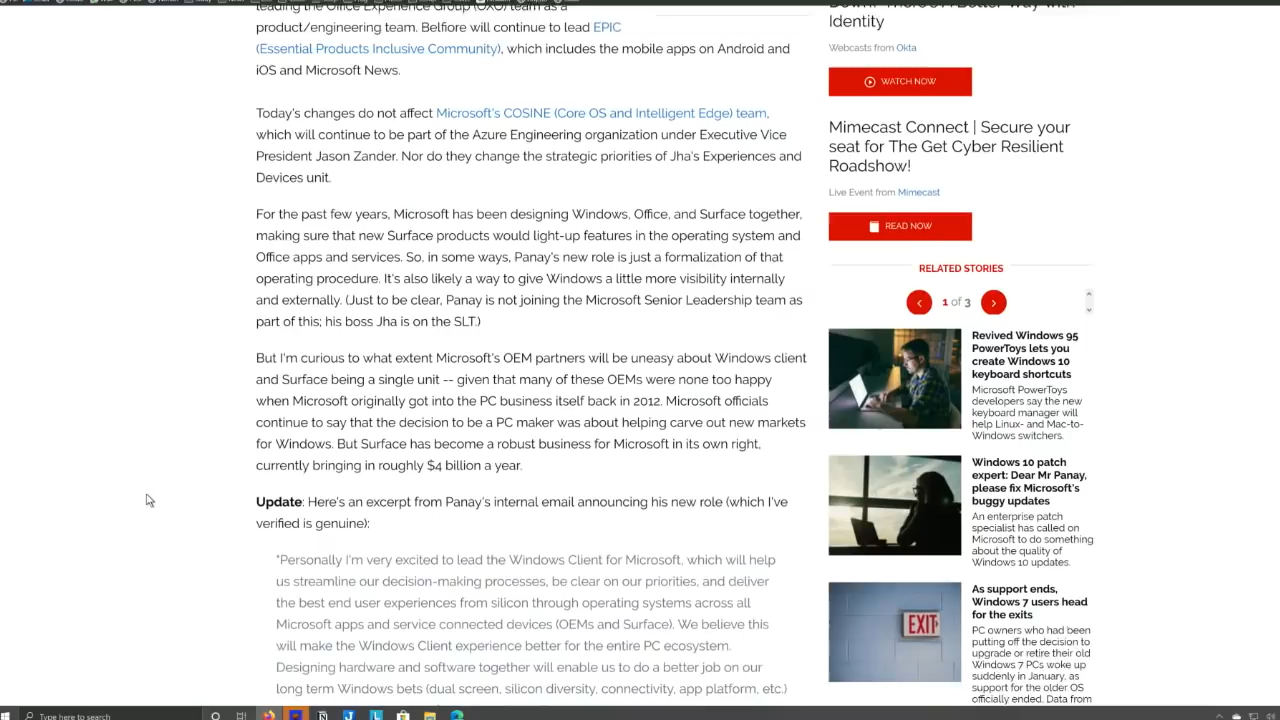 leading the Office Experience Group (OXO) team as a
product/engineering team. Belfiore will continue to lead EPIC
(Essential Products Inclusive Community), which includes the mobile apps on Android and
iOS and Microsoft News.
Today's changes do not affect Microsoft's COSINE (Core OS and Intelligent Edge) team,
which will continue to be part of the Azure Engineering organization under Executive Vice
President Jason Zander. Nor do they change the strategic priorities of Jha's Experiences and
Devices unit.
For the past few years, Microsoft has been designing Windows, Office, and Surface together,
making sure that new Surface products would light-up features in the operating system and
Office apps and services. So, in some ways, Panay's new role is just a formalization of that
operating procedure. It's also likely a way to give Windows a little more visibility internally
and externally. (Just to be clear, Panay is not joining the Microsoft Senior Leadership team as
part of this; his boss Jha is on the SLT.)
But I'm curious to what extent Microsoft's OEM partners will be uneasy about Windows client
and Surface being a single unit -- given that many of these OEMs were none too happy
when Microsoft originally got into the PC business itself back in 2012. Microsoft officials
continue to say that the decision to be a PC maker was about helping carve out new markets
for Windows. But Surface has become a robust business for Microsoft in its own right,
currently bringing in roughly $4 billion a year.
Update: Here's an excerpt from Panay's internal email announcing his new role (which I've
verified is genuine):
"Personally I'm very excited to lead the Windows Client for Microsoft, which will help
us streamline our decision-making processes, be clear on our priorities, and deliver
the best end user experiences from silicon through operating systems across all
Microsoft apps and service connected devices (OEMs and Surface). We believe this
will make the Windows Client experience better for the entire PC ecosystem.
Designing hardware and software together will enable us to do a better job on our
long term Windows bets (dual screen, silicon diversity, connectivity, app platform, etc.)
Down? There's A Better Way with
Identity
Webcasts from Okta
WATCH NOW
Mimecast Connect | Secure your
seat for The Get Cyber Resilient
Roadshow!
Live Event from Mimecast
READ NOW
RELATED STORIES
1 of 3
Revived Windows 95
PowerToys lets you
create Windows 10
keyboard shortcuts
Microsoft PowerToys
developers say the new
keyboard manager will
help Linux- and Mac-to-
Windows switchers.
Windows 10 patch
expert: Dear Mr Panay,
please fix Microsoft's
buggy updates
An enterprise patch
specialist has called on
Microsoft to do something
about the quality of
Windows 10 updates.
EXIT
As support ends,
Windows 7 users head
for the exits
PC owners who had been
putting off the decision to
upgrade or retire their old
Windows 7 PCs woke up
suddenly in January, as
support for the older OS
officially ended. Data from
Type here to search